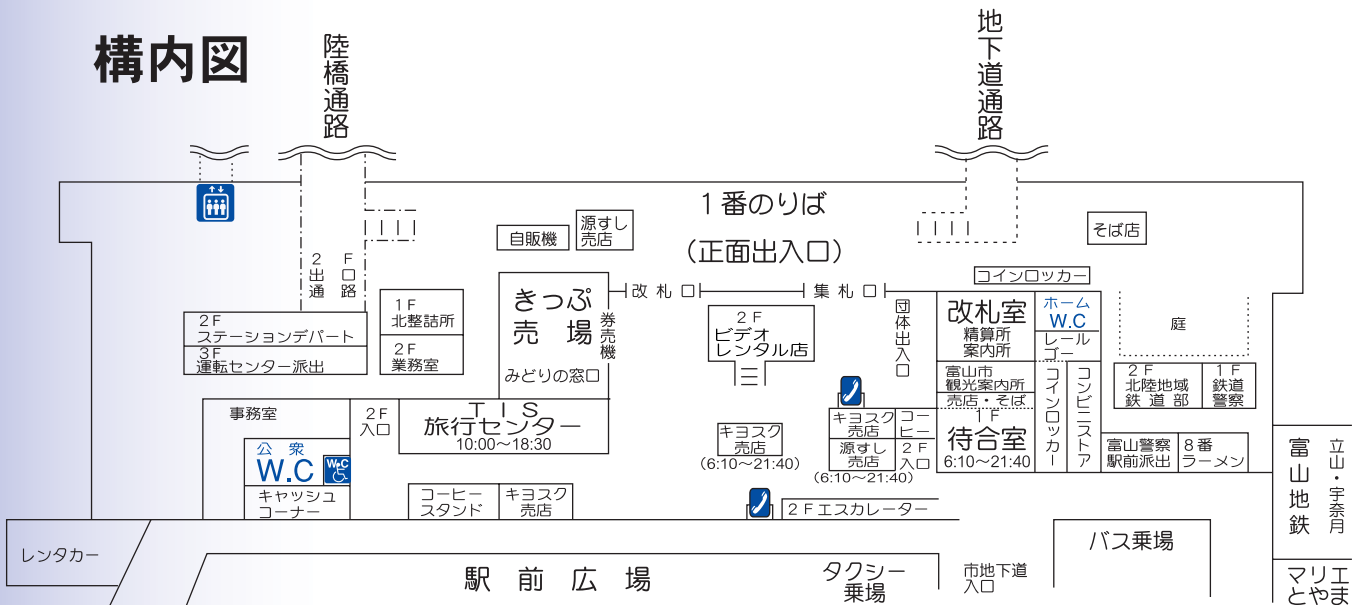 構内図
陸橋通路
地下道通路
1番のりば
(正面出入口)
自販機
源すし
売店
そば店
コインロッカー
2F
出口
通路
1F
北整詰所
2F
業務室
2F
ステーションデパート
3F
運転センター派出
きっぷ
売場
券売機
みどりの窓口
改札口
集札口
2F
ビデオ
レンタル店
団体出入口
改札室
精算所
案内所
ホーム
W.C
レール
ゴー
庭
富山市
観光案内所
売店・そば
1F
待合室
6:10~21:40
コインロッカー
コンビニストア
2F
北陸地域
鉄道部
1F
鉄道
警察
富山警察
駅前派出
8番
ラーメン
事務室
2F
入口
TIS
旅行センター
10:00~18:30
公衆
W.C
W.C
キャッシュ
コーナー
キヨスク
売店
(6:10~21:40)
キヨスク
売店
コーヒー
源すし
売店
(6:10~21:40)
2F
入口
コーヒー
スタンド
キヨスク
売店
2Fエスカレーター
富山地鉄
立山・宇奈月
レンタカー
駅前広場
タクシー
乗場
市地下道
入口
バス乗場
マリエ
とやま